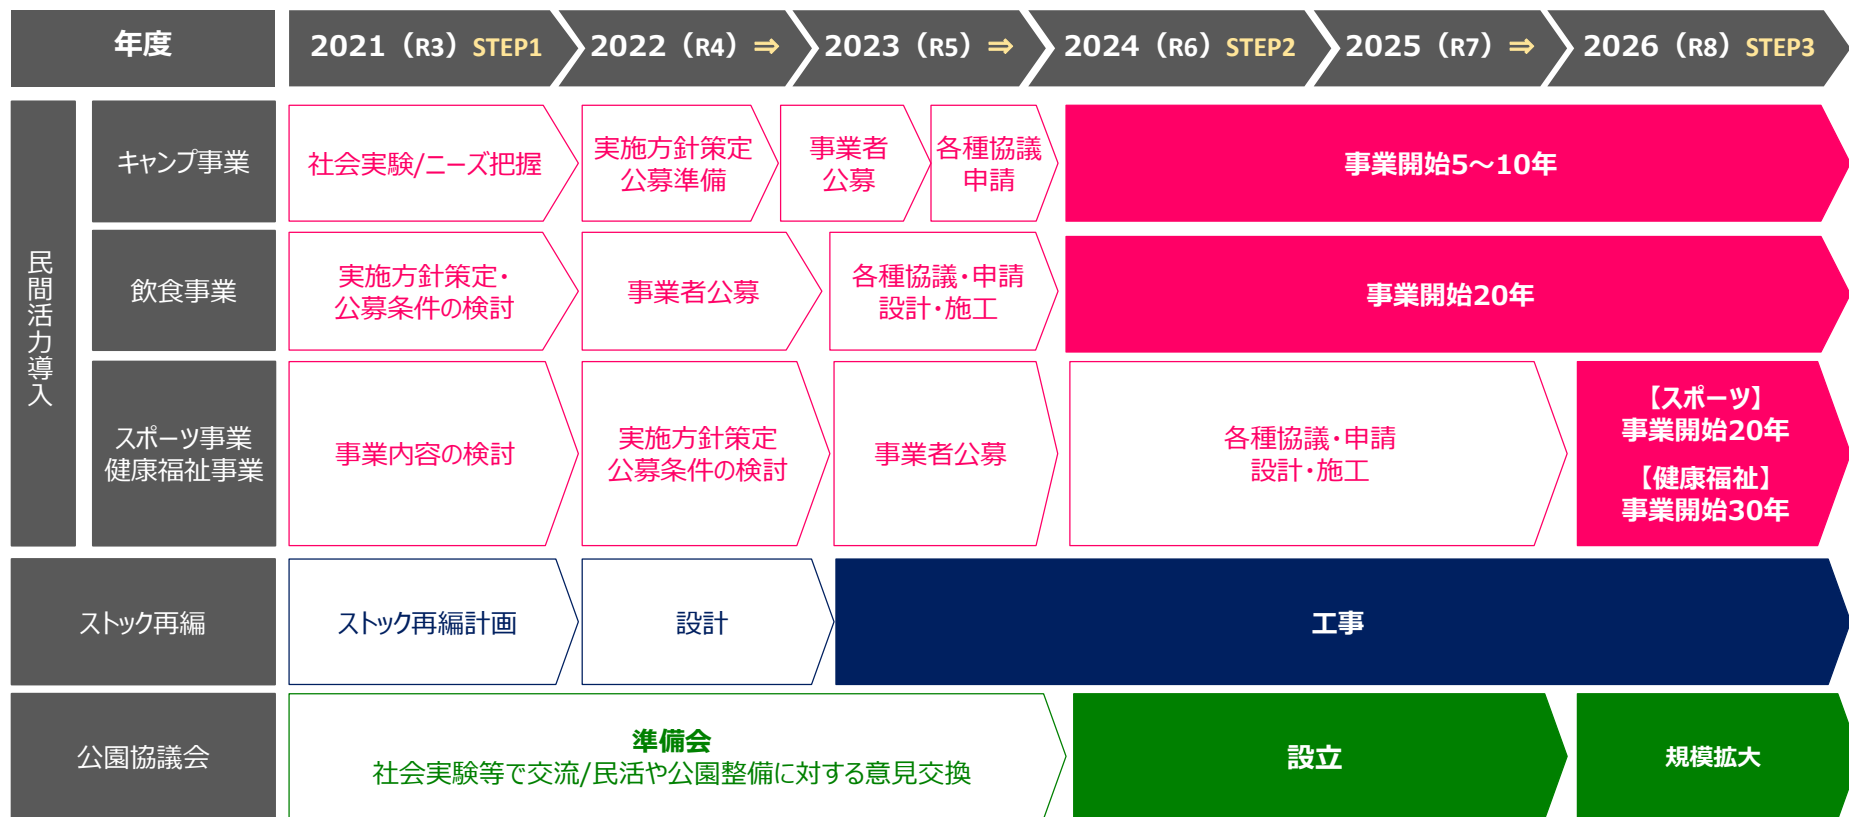 年度
2021（R3）STEP1
2022（R4）⇒
2023（R5）⇒
2024（R6）STEP2
2025（R7）⇒
2026（R8）STEP3
民間活力導入
キャンプ事業
社会実験/ニーズ把握
実施方針策定
公募準備
事業者
公募
各種協議
申請
事業開始5～10年
飲食事業
実施方針策定・
公募条件の検討
事業者公募
各種協議・申請
設計・施工
事業開始20年
スポーツ事業
健康福祉事業
事業内容の検討
実施方針策定
公募条件の検討
事業者公募
各種協議・申請
設計・施工
【スポーツ】
事業開始20年
【健康福祉】
事業開始30年
ストック再編
ストック再編計画
設計
工事
公園協議会
準備会
社会実験等で交流/民活や公園整備に対する意見交換
設立
規模拡大